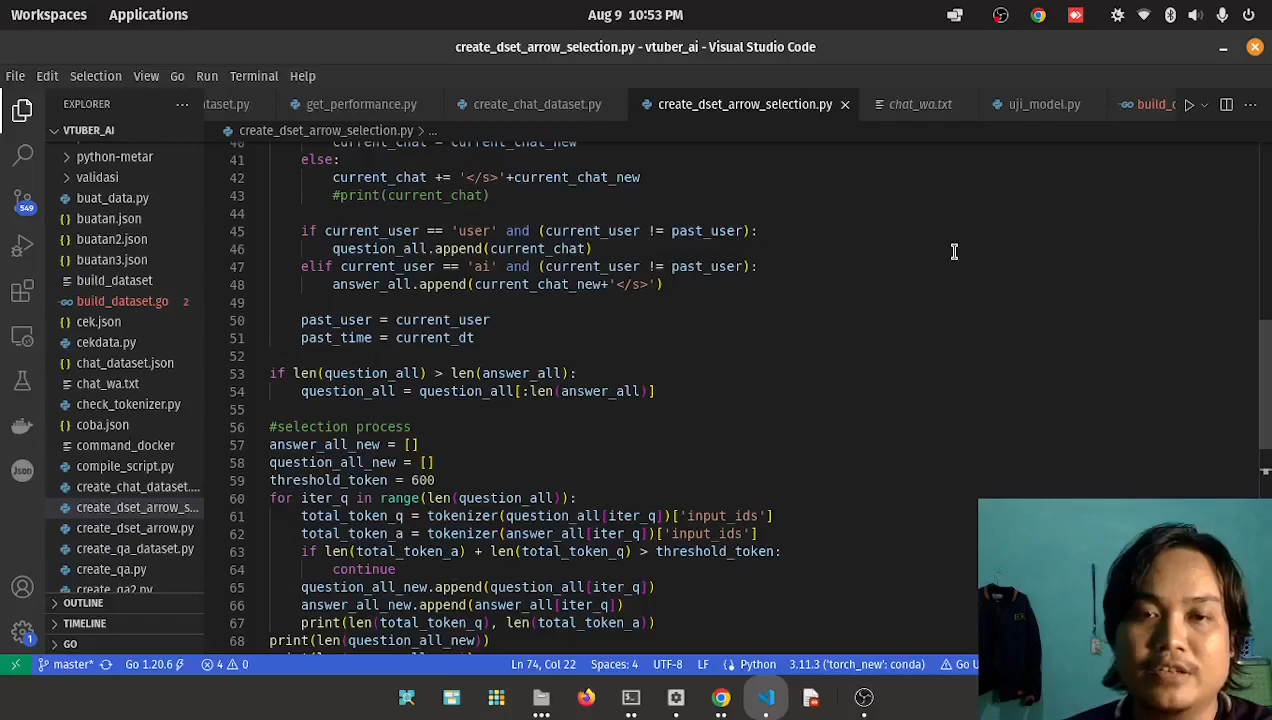 Workspaces Applications Aug 9 10:53 PM
create_dset_arrow_selection.py - vtuber_ai - Visual Studio Code
File Edit Selection View Go Run Terminal Help
EXPLORER
taset.py get_performance.py create_chat_dataset.py create_dset_arrow_selection.py chat_wa.txt uji_model.py build_c
VTUBER_AI
create_dset_arrow_selection.py > ...
python-metar
validasi
buat_data.py
buatan.json
buatan2.json
buatan3.json
build_dataset
build_dataset.go 2
cek.json
cekdata.py
chat_dataset.json
chat_wa.txt
check_tokenizer.py
coba.json
command_docker
compile_script.py
create_chat_dataset....
create_dset_arrow_s...
create_dset_arrow.py
create_qa_dataset.py
create_qa.py
create_qa2.py
OUTLINE
TIMELINE
GO
549
Json
1
40 current_chat = current_chat_new
41 else:
42 current_chat += '</s>'+current_chat_new
43 #print(current_chat)
44
45 if current_user == 'user' and (current_user != past_user):
46 question_all.append(current_chat)
47 elif current_user == 'ai' and (current_user != past_user):
48 answer_all.append(current_chat_new+'</s>')
49
50 past_user = current_user
51 past_time = current_dt
52
53 if len(question_all) > len(answer_all):
54 question_all = question_all[:len(answer_all)]
55
56 #selection process
57 answer_all_new = []
58 question_all_new = []
59 threshold_token = 600
60 for iter_q in range(len(question_all)):
61 total_token_q = tokenizer(question_all[iter_q])['input_ids']
62 total_token_a = tokenizer(answer_all[iter_q])['input_ids']
63 if len(total_token_a) + len(total_token_q) > threshold_token:
64 continue
65 question_all_new.append(question_all[iter_q])
66 answer_all_new.append(answer_all[iter_q])
67 print(len(total_token_q), len(total_token_a))
68 print(len(question_all_new))
master* Go 1.20.6 4 0 Ln 74, Col 22 Spaces: 4 UTF-8 LF Python 3.11.3 ('torch_new': conda) Go U